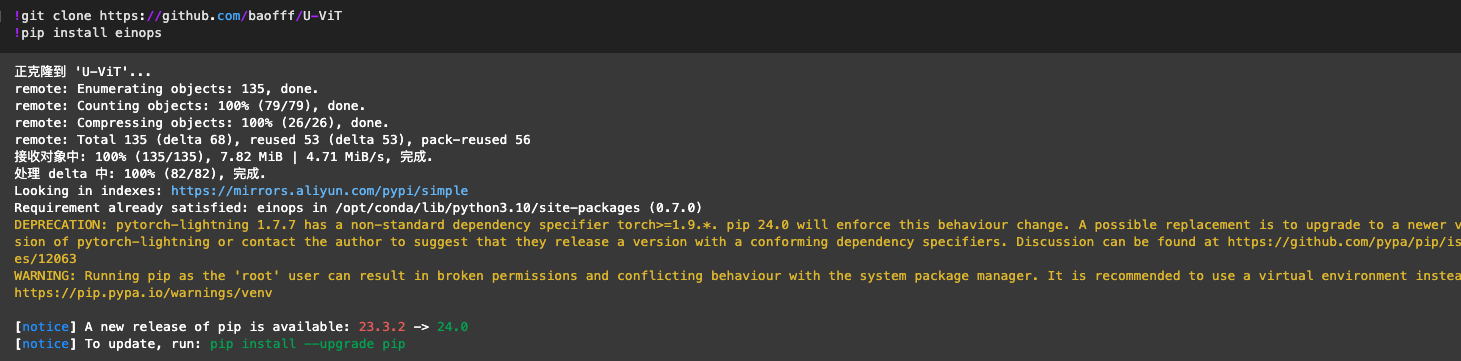 !git clone https://github.com/baofff/U-ViT
!pip install einops
正克隆到 'U-ViT'...
remote: Enumerating objects: 135, done.
remote: Counting objects: 100% (79/79), done.
remote: Compressing objects: 100% (26/26), done.
remote: Total 135 (delta 68), reused 53 (delta 53), pack-reused 56
接收对象中: 100% (135/135), 7.82 MiB | 4.71 MiB/s, 完成.
处理 delta 中: 100% (82/82), 完成.
Looking in indexes: https://mirrors.aliyun.com/pypi/simple
Requirement already satisfied: einops in /opt/conda/lib/python3.10/site-packages (0.7.0)
DEPRECATION: pytorch-lightning 1.7.7 has a non-standard dependency specifier torch>=1.9.*. pip 24.0 will enforce this behaviour change. A possible replacement is to upgrade to a newer v
sion of pytorch-lightning or contact the author to suggest that they release a version with a conforming dependency specifiers. Discussion can be found at https://github.com/pypa/pip/is
es/12063
WARNING: Running pip as the 'root' user can result in broken permissions and conflicting behaviour with the system package manager. It is recommended to use a virtual environment instea
https://pip.pypa.io/warnings/venv
[notice] A new release of pip is available: 23.3.2 -> 24.0
[notice] To update, run: pip install --upgrade pip